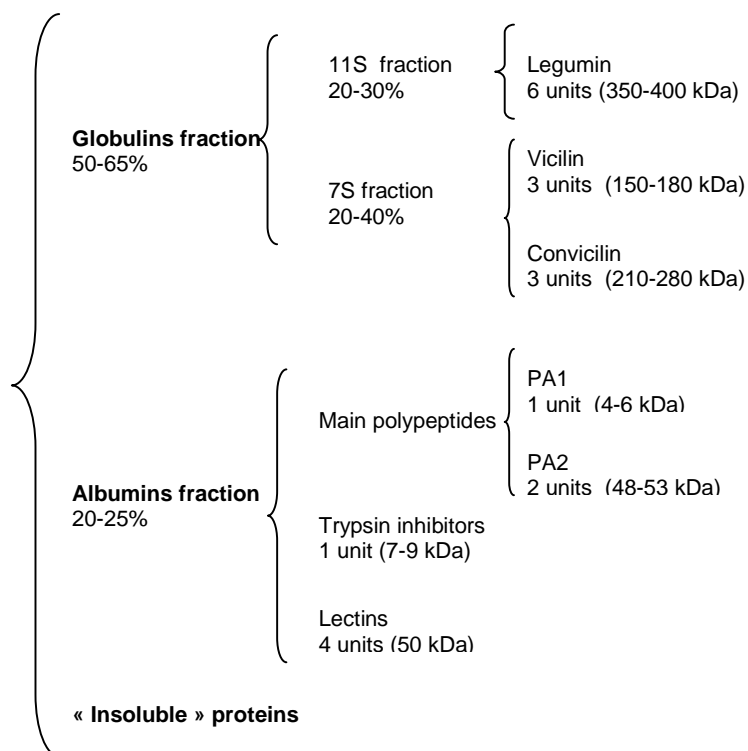 11S fraction
20-30%
Legumin
6 units (350-400 kDa)
Globulins fraction
50-65%
7S fraction
20-40%
Vicilin
3 units (150-180 kDa)
Convicilin
3 units (210-280 kDa)
Main polypeptides
PA1
1 unit (4-6 kDa)
PA2
2 units (48-53 kDa)
Albumins fraction
20-25%
Trypsin inhibitors
1 unit (7-9 kDa)
Lectins
4 units (50 kDa)
« Insoluble » proteins